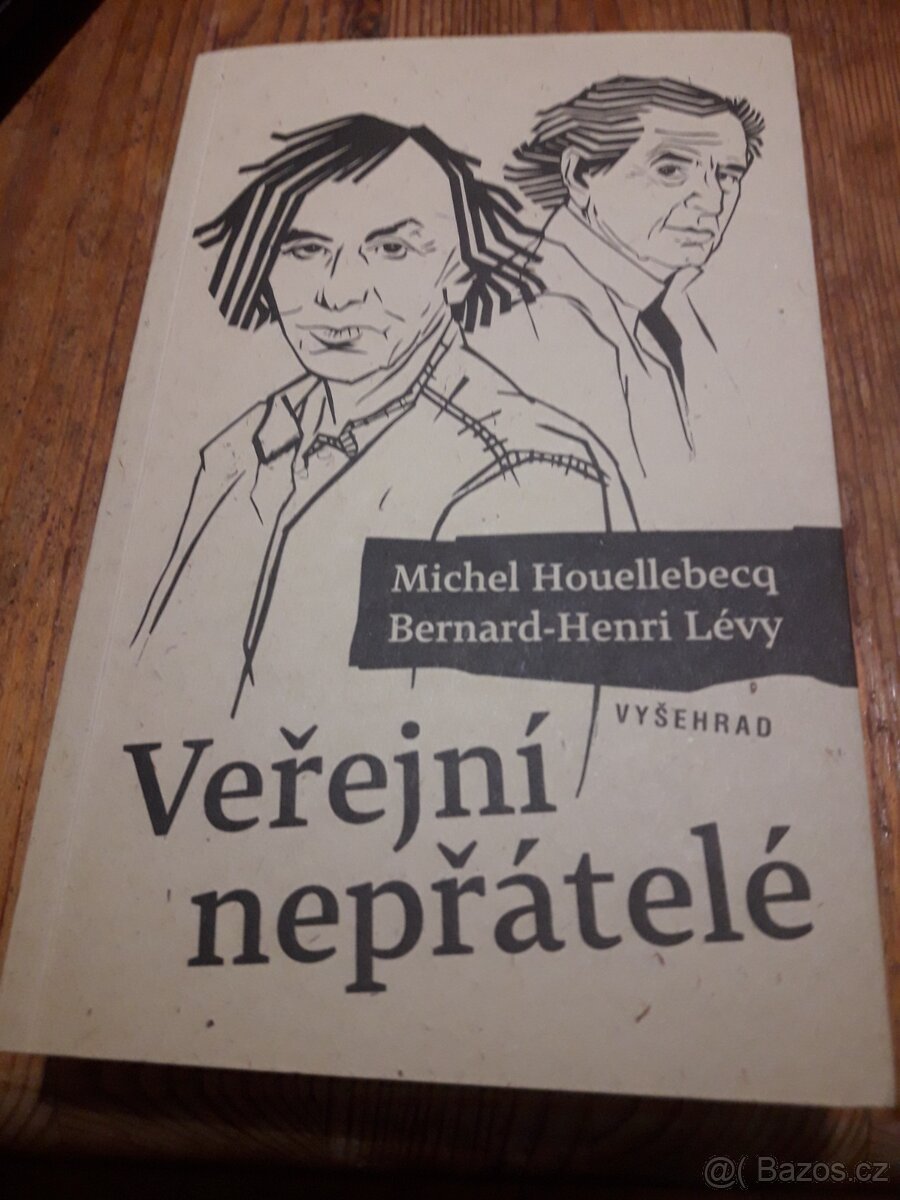 Michel Houellebecq
Bernard-Henri Lévy
VYŠEHRAD
Veřejní
nepřátelé
@( Bazos.cz